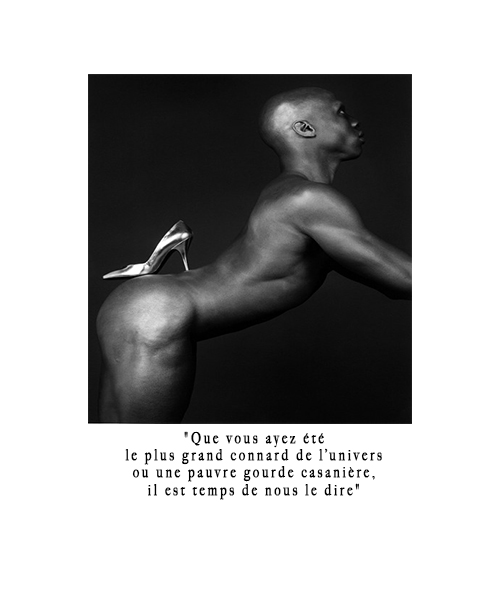 "Que vous ayez été
le plus grand connard de l'univers
ou une pauvre gourde casanière,
il est temps de nous le dire"